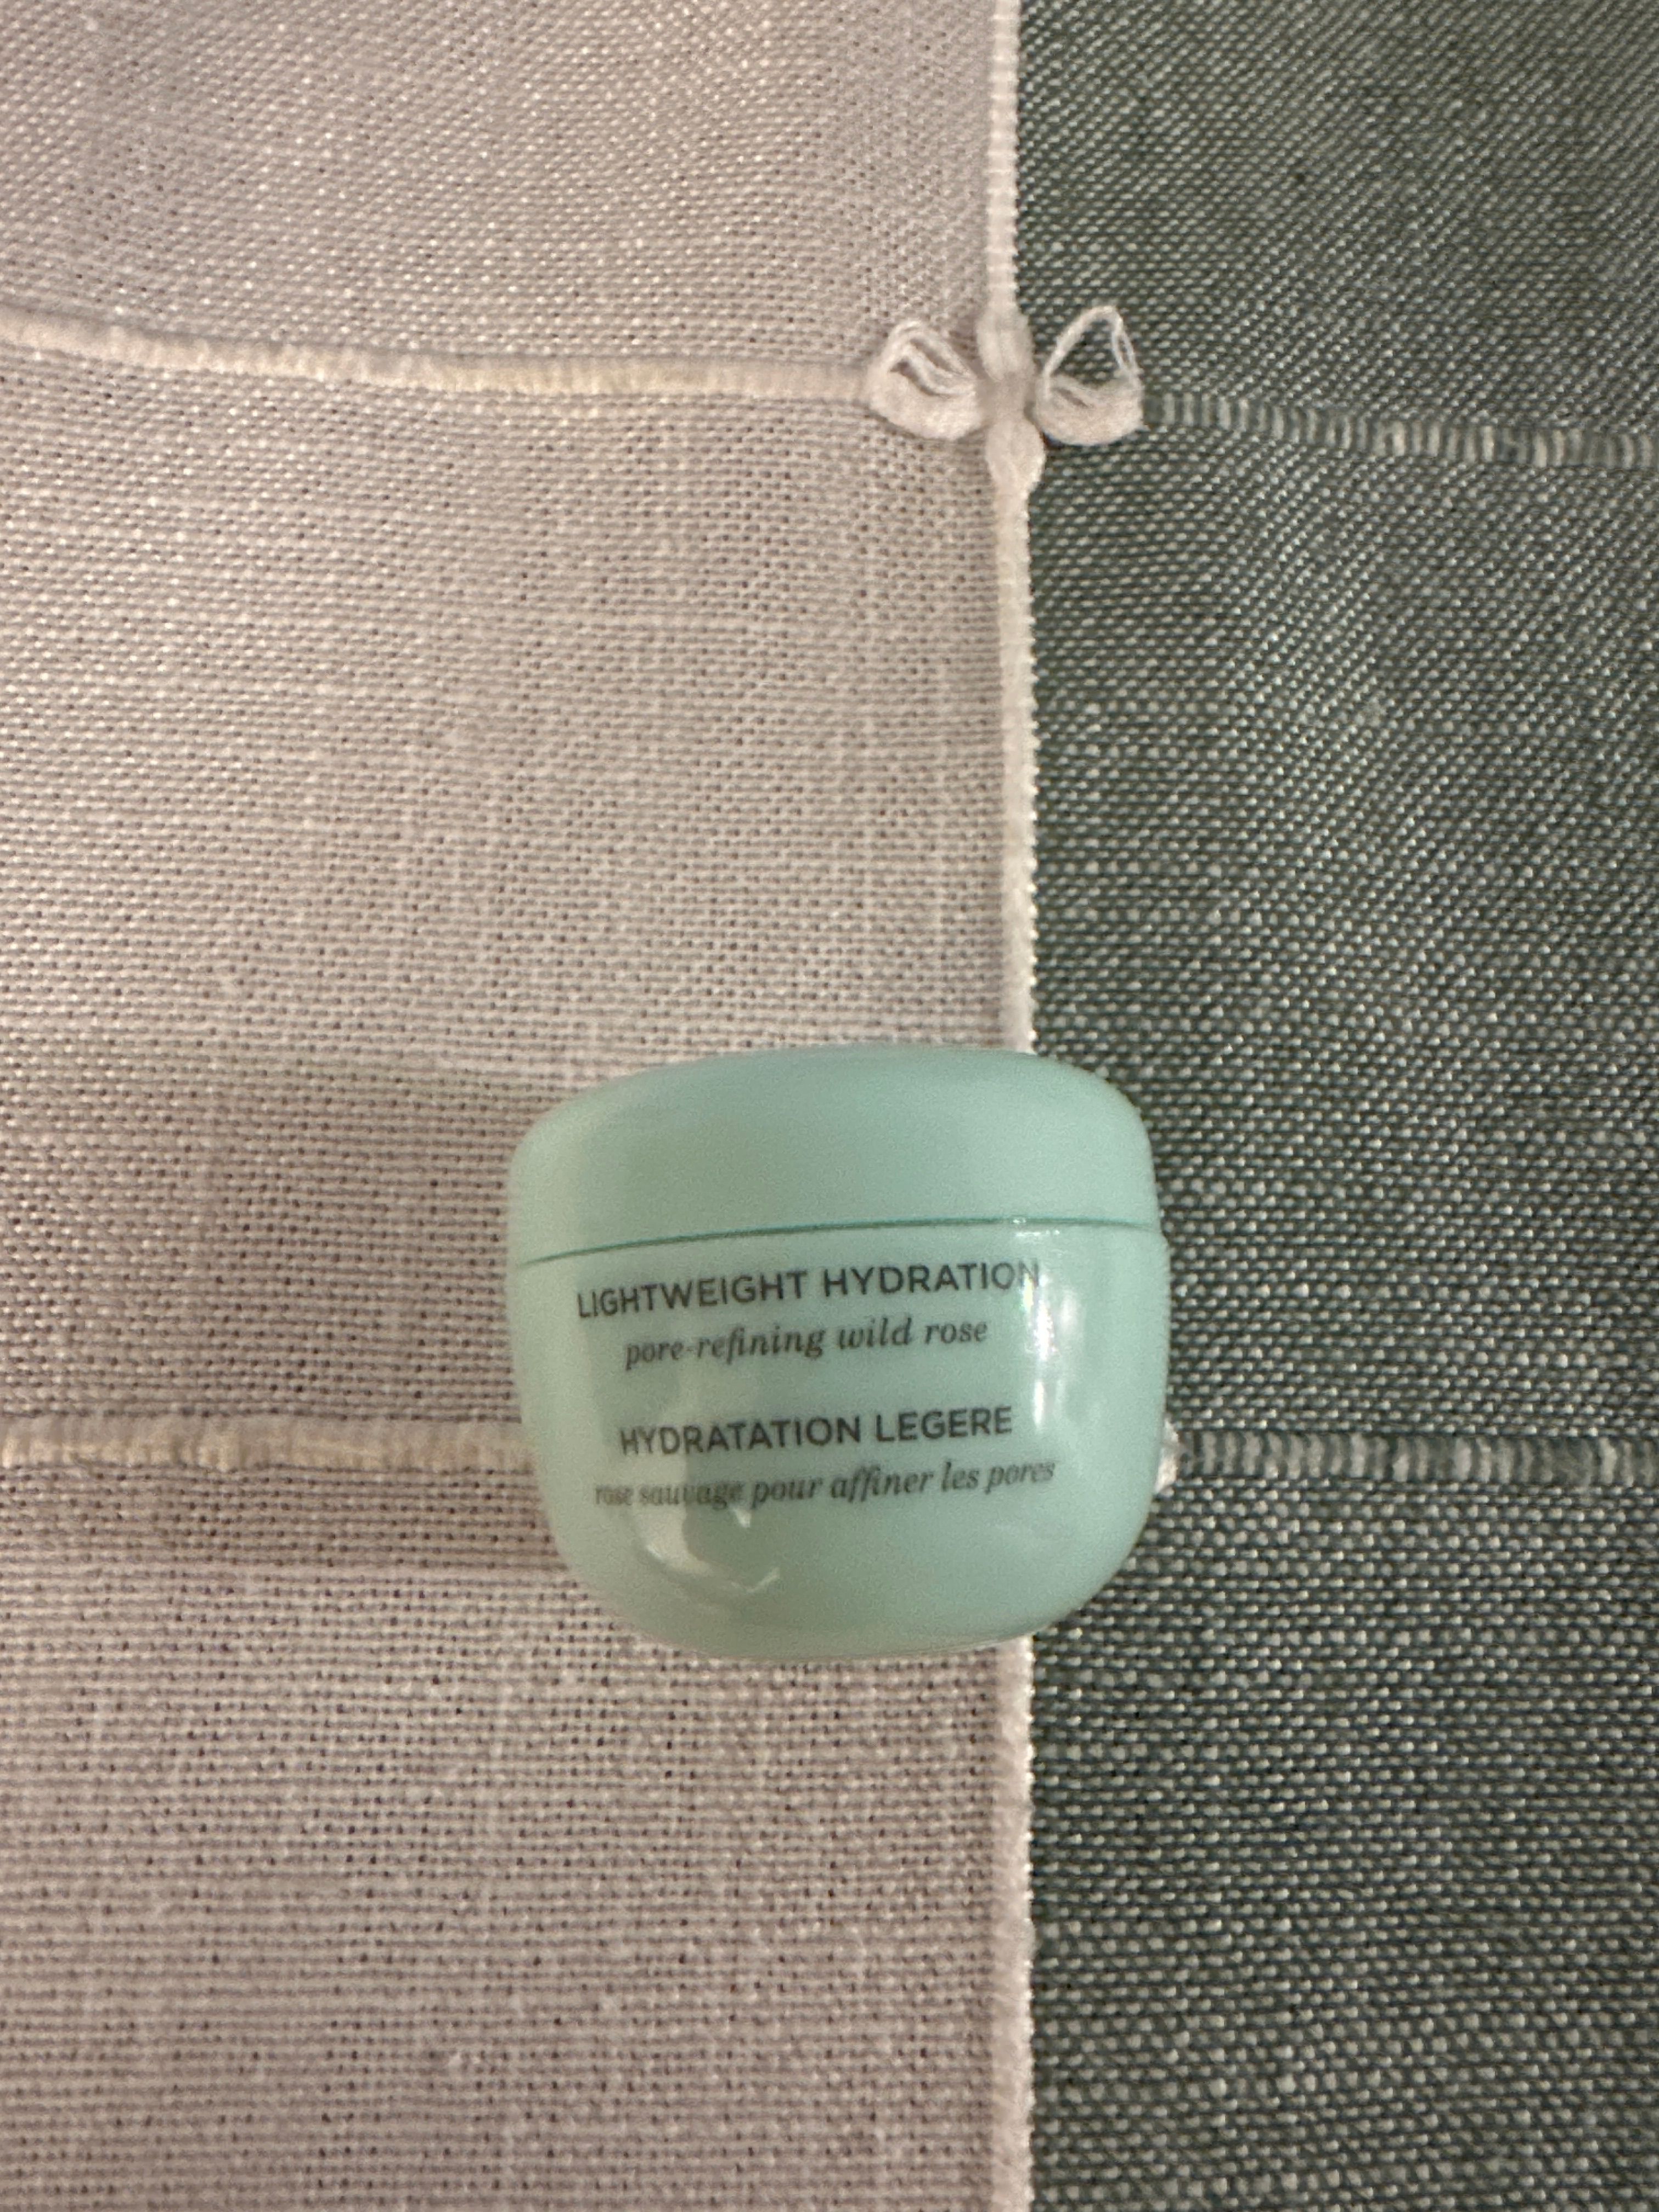 LIGHTWEIGHT HYDRATION
pore-refining wild rose
HYDRATATION LEGERE
rose sauvage pour affiner les pores